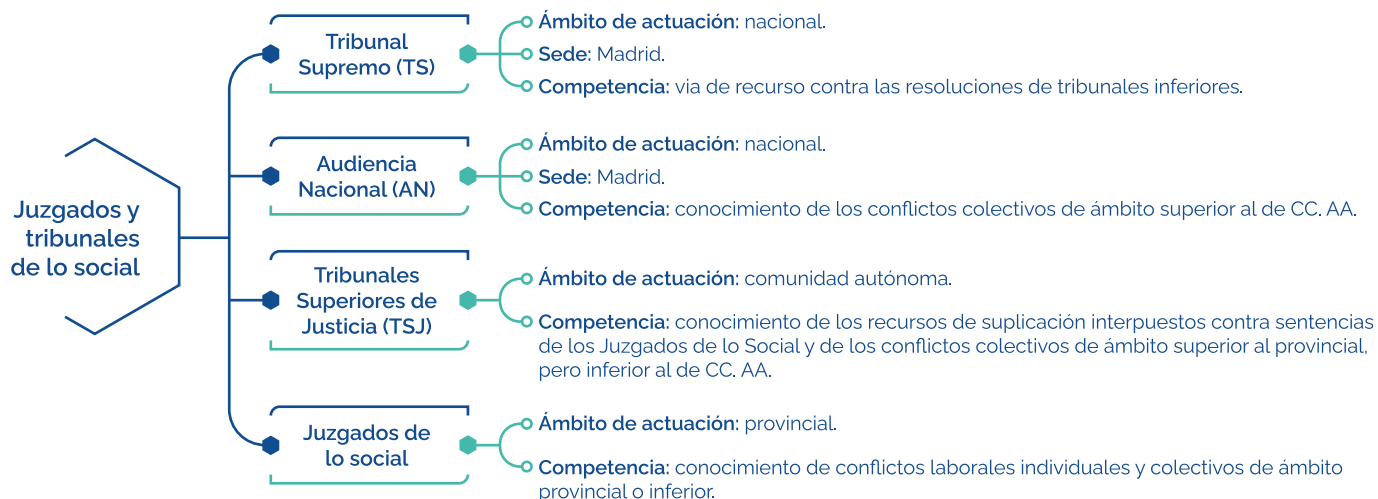 Juzgados y
tribunales
de lo social
Tribunal
Supremo (TS)
Ámbito de actuación: nacional.
Sede: Madrid.
Competencia: via de recurso contra las resoluciones de tribunales inferiores.
Audiencia
Nacional (AN)
Ámbito de actuación: nacional.
Sede: Madrid.
Competencia: conocimiento de los conflictos colectivos de ámbito superior al de CC. AA.
Tribunales
Superiores de
Justicia (TSJ)
Ámbito de actuación: comunidad autónoma.
Competencia: conocimiento de los recursos de suplicación interpuestos contra sentencias
de los Juzgados de lo Social y de los conflictos colectivos de ámbito superior al provincial,
pero inferior al de CC. AA.
Juzgados de
lo social
Ámbito de actuación: provincial.
Competencia: conocimiento de conflictos laborales individuales y colectivos de ámbito
provincial o inferior.